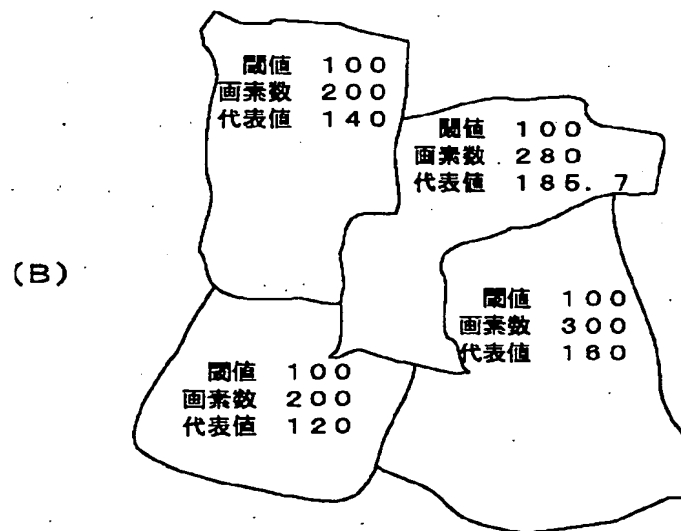 閾値 100
画素数 200
代表値 140
閾値 100
画素数 280
代表値 185.7
(B)
閾値 100
画素数 300
代表値 160
閾値 100
画素数 200
代表値 120